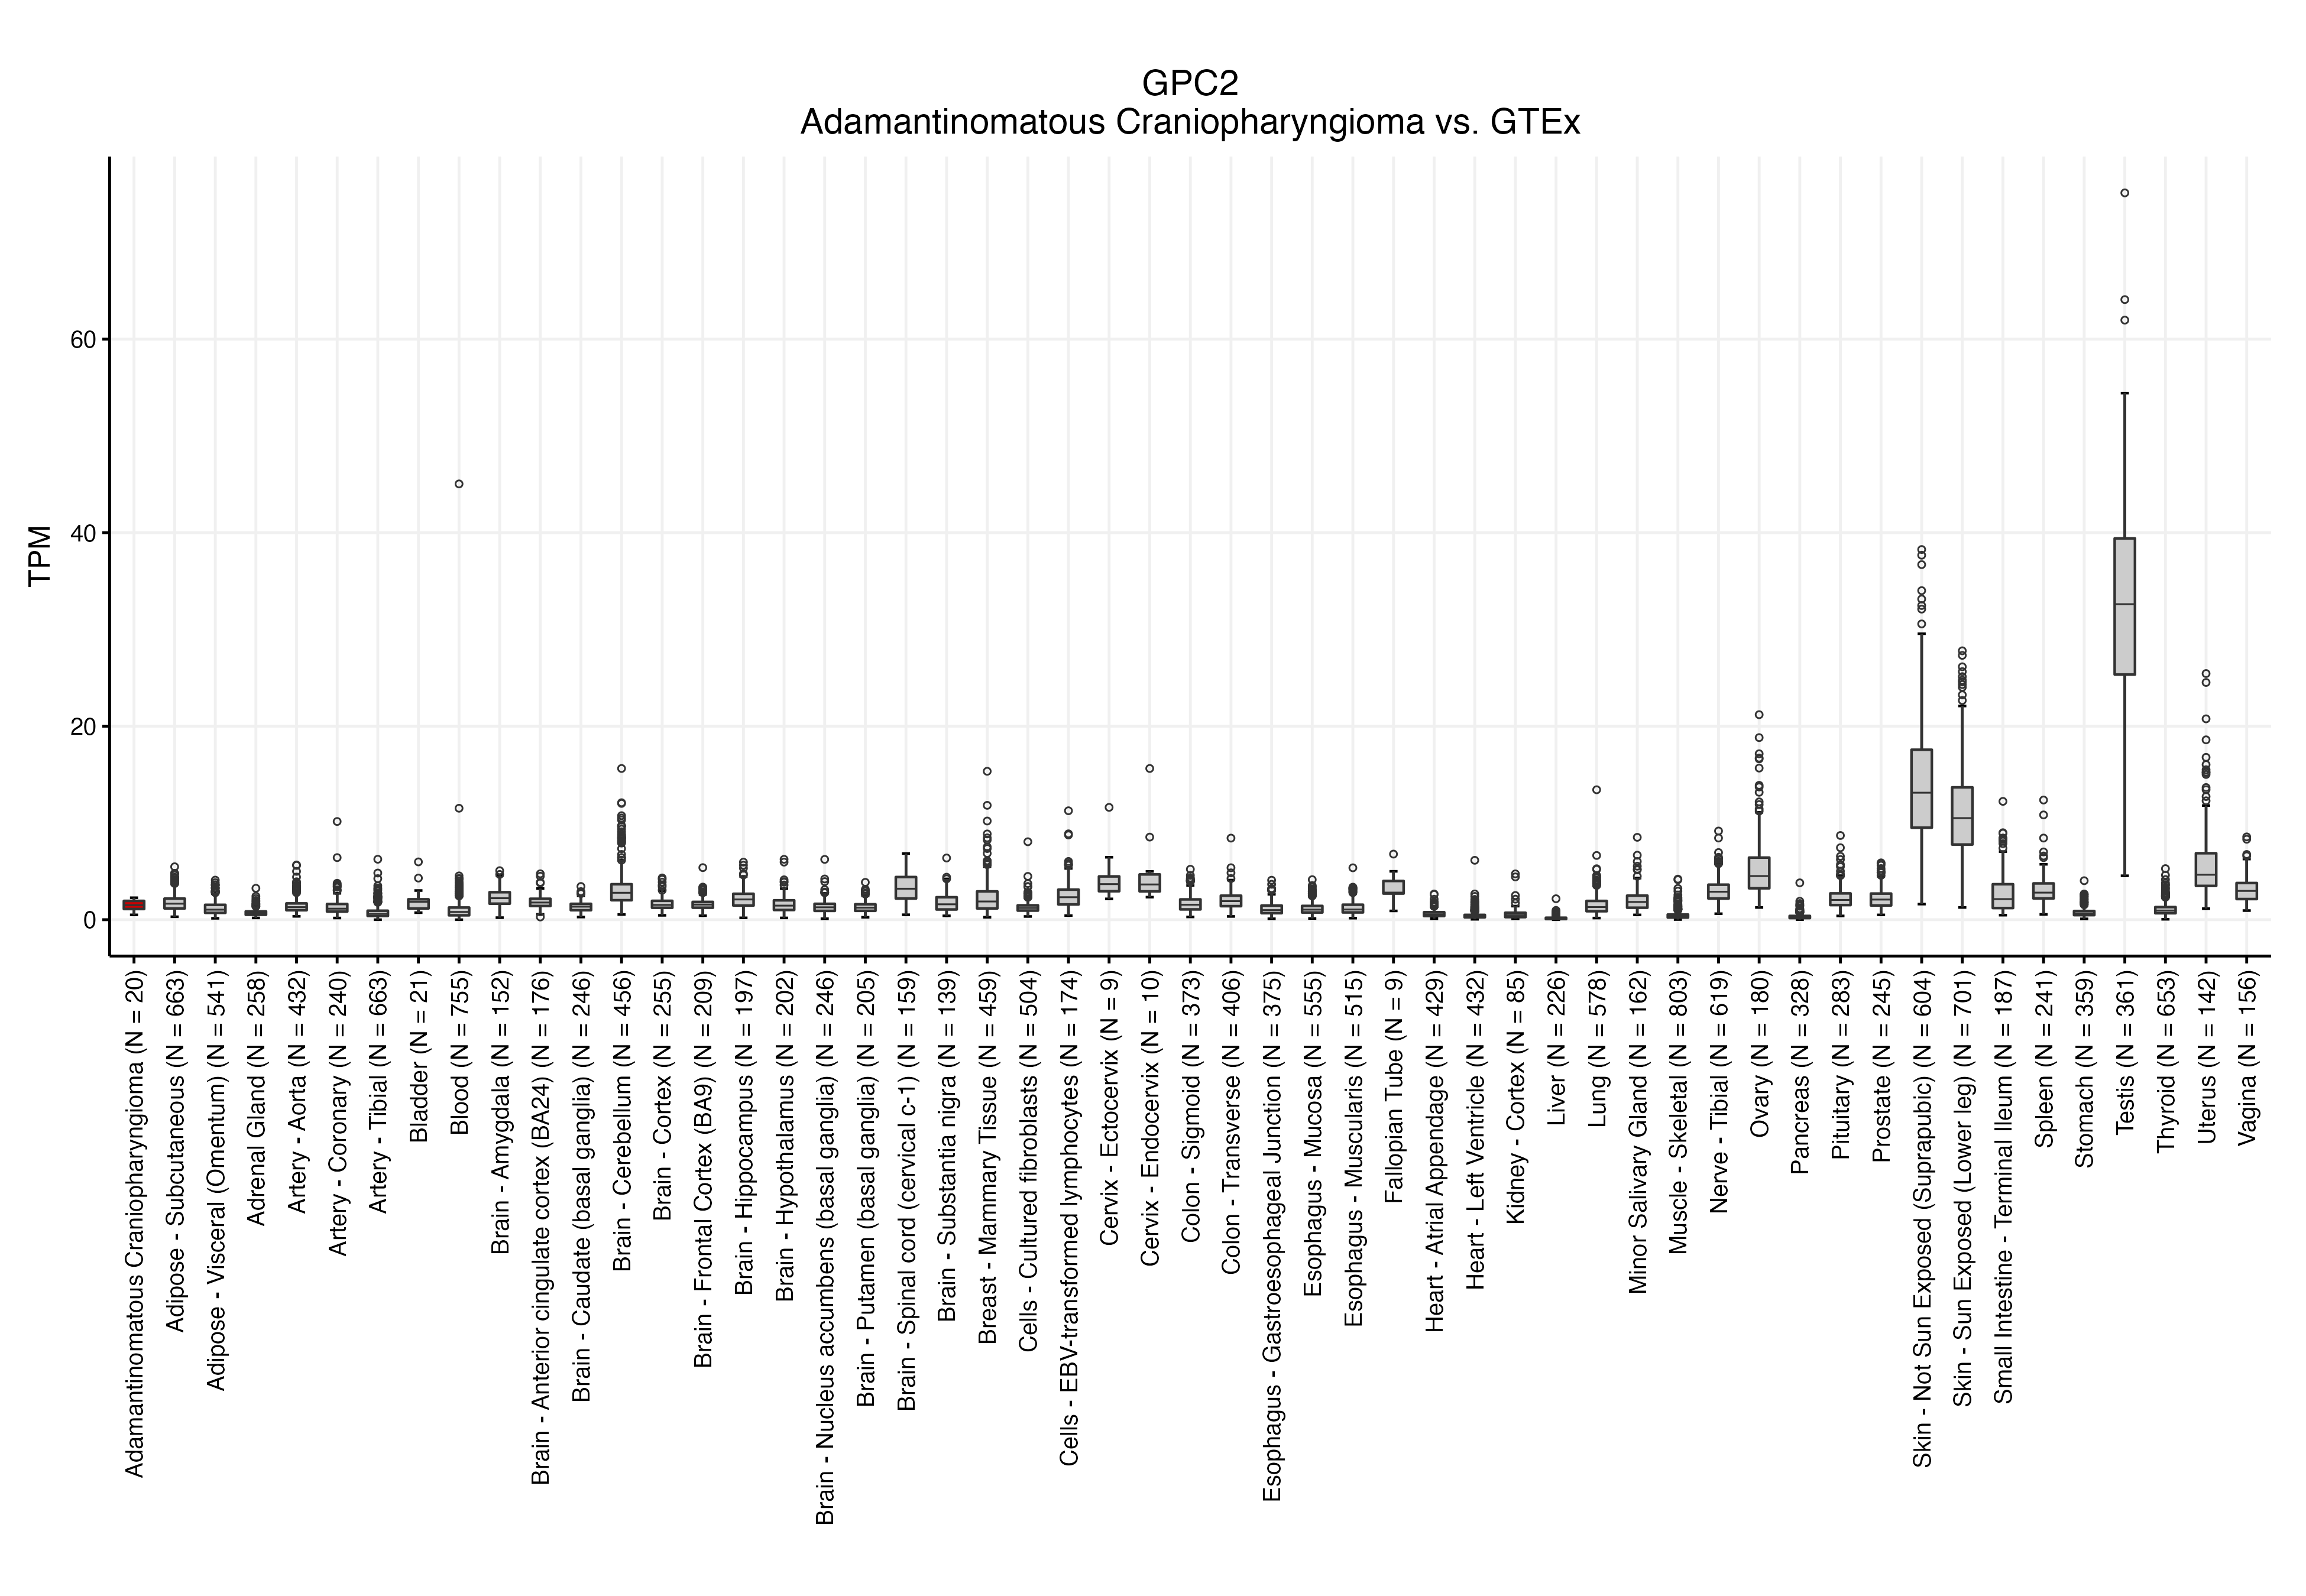 GPC2
Adamantinomatous Craniopharyngioma vs. GTEx
TPM
60
40
20
0
Adamantinomatous Craniopharyngioma (N = 20)
Adipose - Subcutaneous (N = 663)
Adipose - Visceral (Omentum) (N = 541)
Adrenal Gland (N = 258)
Artery - Aorta (N = 432)
Artery - Coronary (N = 240)
Artery - Tibial (N = 663)
Bladder (N = 21)
Blood (N = 755)
Brain - Amygdala (N = 152)
Brain - Anterior cingulate cortex (BA24) (N = 176)
Brain - Caudate (basal ganglia) (N = 246)
Brain - Cerebellum (N = 456)
Brain - Cortex (N = 255)
Brain - Frontal Cortex (BA9) (N = 209)
Brain - Hippocampus (N = 197)
Brain - Hypothalamus (N = 202)
Brain - Nucleus accumbens (basal ganglia) (N = 246)
Brain - Putamen (basal ganglia) (N = 205)
Brain - Spinal cord (cervical c-1) (N = 159)
Brain - Substantia nigra (N = 139)
Breast - Mammary Tissue (N = 459)
Cells - Cultured fibroblasts (N = 504)
Cells - EBV-transformed lymphocytes (N = 174)
Cervix - Ectocervix (N = 9)
Cervix - Endocervix (N = 10)
Colon - Sigmoid (N = 373)
Colon - Transverse (N = 406)
Esophagus - Gastroesophageal Junction (N = 375)
Esophagus - Mucosa (N = 555)
Esophagus - Muscularis (N = 515)
Fallopian Tube (N = 9)
Heart - Atrial Appendage (N = 429)
Heart - Left Ventricle (N = 432)
Kidney - Cortex (N = 85)
Liver (N = 226)
Lung (N = 578)
Minor Salivary Gland (N = 162)
Muscle - Skeletal (N = 803)
Nerve - Tibial (N = 619)
Ovary (N = 180)
Pancreas (N = 328)
Pituitary (N = 283)
Prostate (N = 245)
Skin - Not Sun Exposed (Suprapubic) (N = 604)
Skin - Sun Exposed (Lower leg) (N = 701)
Small Intestine - Terminal Ileum (N = 187)
Spleen (N = 241)
Stomach (N = 359)
Testis (N = 361)
Thyroid (N = 653)
Uterus (N = 142)
Vagina (N = 156)